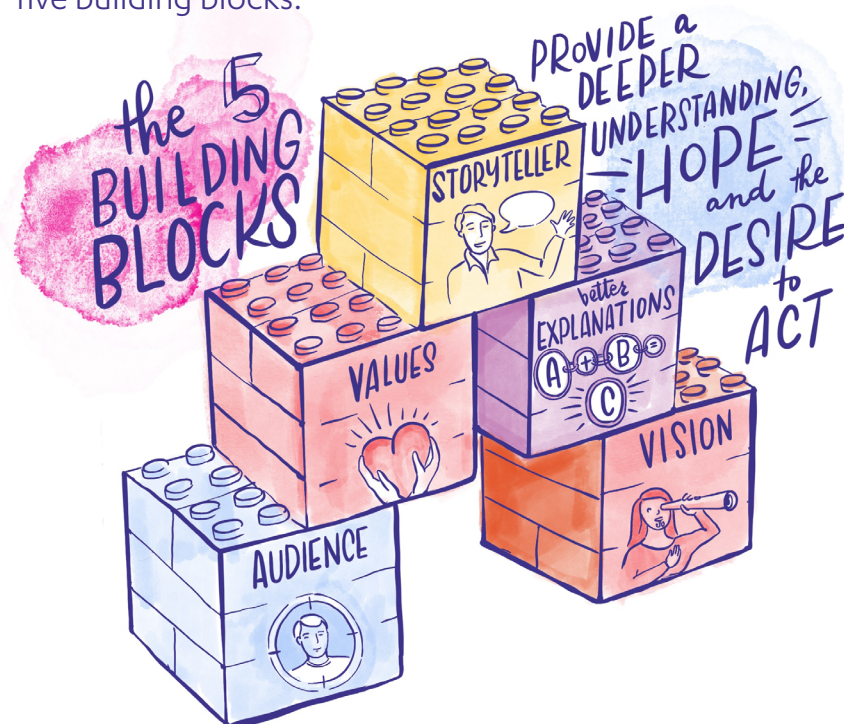 five building blocks.
the 5
BUILDING
BLOCKS
PROVIDE a
DEEPER
UNDERSTANDING,
HOPE
and the
DESIRE
to
ACT
STORYTELLER
VALUES
better
EXPLANATIONS
A + B =
C
VISION
AUDIENCE